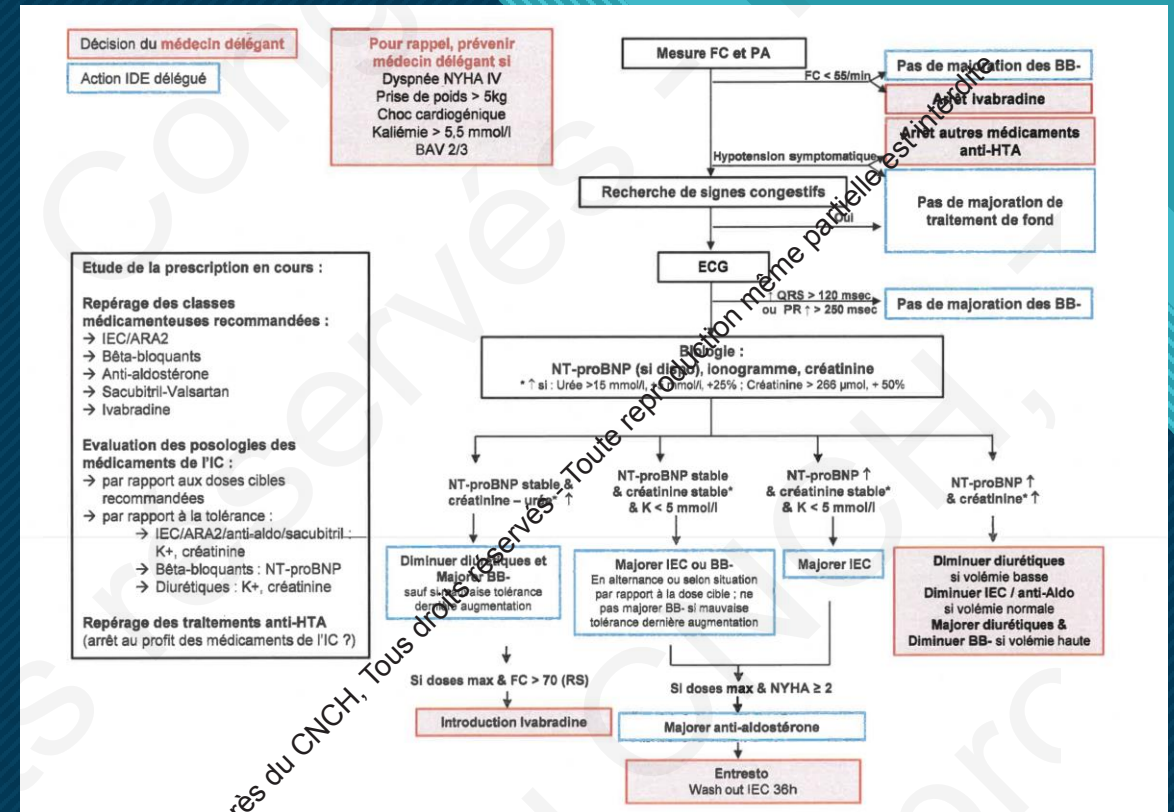 Décision du médecin délégant
Action IDE délégué
Pour rappel, prévenir
médecin délégant si
Dyspnée NYHA IV
Prise de poids > 5kg
Choc cardiogénique
Kaliémie > 5,5 mmol/l
BAV 2/3
Mesure FC et PA
FC < 55/min
Pas de majoration des BB-
Arrêt ivabradine
Arrêt autres médicaments
anti-HTA
Hypotension symptomatique
Recherche de signes congestifs
Oui
Pas de majoration de
traitement de fond
ECG
↑ QRS > 120 msec
ou PR ↑ > 250 msec
Pas de majoration des BB-
Biologie :
NT-proBNP (si dispo), ionogramme, créatinine
* ↑ si : Urée >15 mmol/l, +5 mmol/l, +25% ; Créatinine > 266 µmol, + 50%
Etude de la prescription en cours :
Repérage des classes
médicamenteuses recommandées :
→ IEC/ARA2
→ Bêta-bloquants
→ Anti-aldostérone
→ Sacubitril-Valsartan
→ Ivabradine
Evaluation des posologies des
médicaments de l'IC :
→ par rapport aux doses cibles
recommandées
→ par rapport à la tolérance :
→ IEC/ARA2/anti-aldo/sacubitril :
K+, créatinine
→ Bêta-bloquants : NT-proBNP
→ Diurétiques : K+, créatinine
Repérage des traitements anti-HTA
(arrêt au profit des médicaments de l'IC ?)
NT-proBNP stable &
créatinine – urée* ↑
NT-proBNP stable
& créatinine stable*
& K < 5 mmol/l
NT-proBNP ↑
& créatinine stable*
& K < 5 mmol/l
NT-proBNP ↑
& créatinine* ↑
Diminuer diurétiques et
Majorer BB-
sauf si mauvaise tolérance
dernière augmentation
Majorer IEC ou BB-
En alternance ou selon situation
par rapport à la dose cible ; ne
pas majorer BB- si mauvaise
tolérance dernière augmentation
Majorer IEC
Diminuer diurétiques
si volémie basse
Diminuer IEC / anti-Aldo
si volémie normale
Majorer diurétiques &
Diminuer BB- si volémie haute
Si doses max & FC > 70 (RS)
Introduction Ivabradine
Si doses max & NYHA ≥ 2
Majorer anti-aldostérone
Entresto
Wash out IEC 36h
du CNCH, Tous droits réservés - Toute reproduction même partielle est interdite